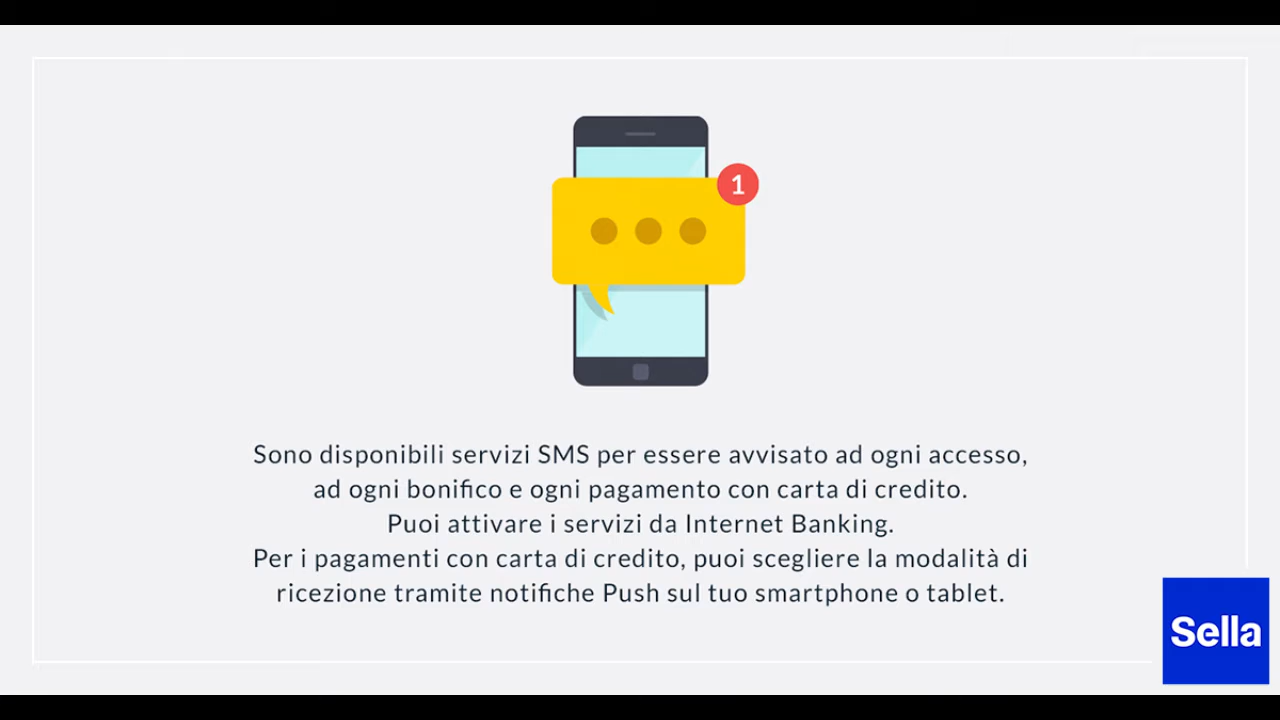 1
Sono disponibili servizi SMS per essere avvisato ad ogni accesso,
ad ogni bonifico e ogni pagamento con carta di credito.
Puoi attivare i servizi da Internet Banking.
Per i pagamenti con carta di credito, puoi scegliere la modalità di
ricezione tramite notifiche Push sul tuo smartphone o tablet.
Sella